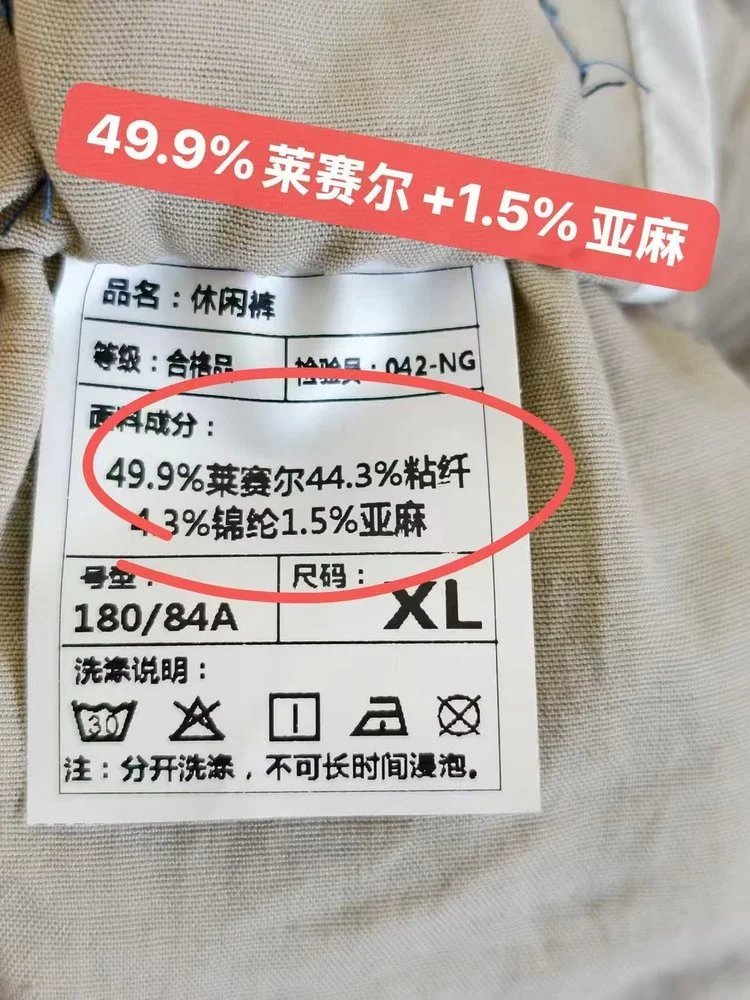 49.9%莱赛尔+1.5%亚麻
品名：休闲裤
等级：合格品 检验员：042-NG
面料成分：
49.9%莱赛尔44.3%粘纤
4.3%锦纶1.5%亚麻
号型： 尺码：
180/84A XL
洗涤说明：
30
注：分开洗涤，不可长时间浸泡。